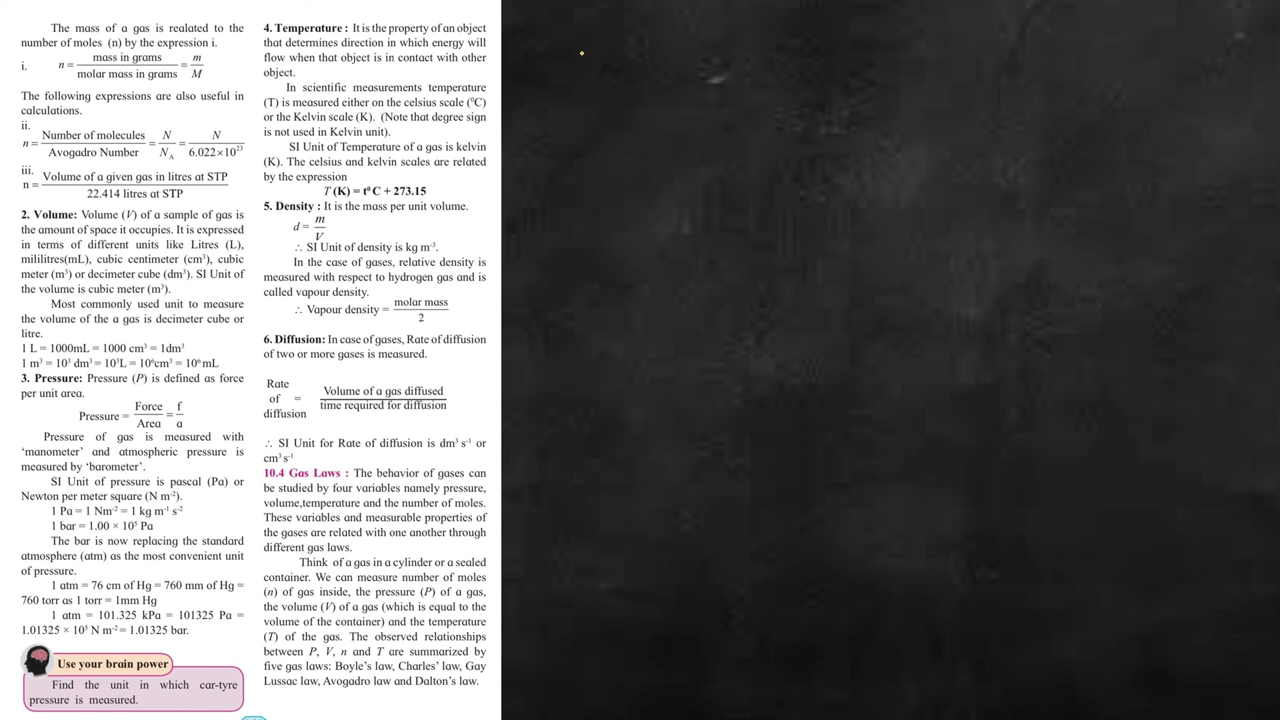 The mass of a gas is realated to the
number of moles (n) by the expression i.
i. n = mass in grams / molar mass in grams = m / M
The following expressions are also useful in
calculations.
ii.
n = Number of molecules / Avogadro Number = N / N_A = N / 6.022×10²³
iii.
n = Volume of a given gas in litres at STP / 22.414 litres at STP
2. Volume: Volume (V) of a sample of gas is
the amount of space it occupies. It is expressed
in terms of different units like Litres (L),
mililitres(mL), cubic centimeter (cm³), cubic
meter (m³) or decimeter cube (dm³). SI Unit of
the volume is cubic meter (m³).
Most commonly used unit to measure
the volume of the a gas is decimeter cube or
litre.
1 L = 1000mL = 1000 cm³ = 1dm³
1 m³ = 10³ dm³ = 10³L = 10⁶cm³ = 10⁶ mL
3. Pressure: Pressure (P) is defined as force
per unit area.
Pressure = Force / Area = f / a
Pressure of gas is measured with
‘manometer’ and atmospheric pressure is
measured by ‘barometer’.
SI Unit of pressure is pascal (Pa) or
Newton per meter square (N m⁻²).
1 Pa = 1 Nm⁻² = 1 kg m⁻¹ s⁻²
1 bar = 1.00 × 10⁵ Pa
The bar is now replacing the standard
atmosphere (atm) as the most convenient unit
of pressure.
1 atm = 76 cm of Hg = 760 mm of Hg =
760 torr as 1 torr = 1mm Hg
1 atm = 101.325 kPa = 101325 Pa =
1.01325 × 10⁵ N m⁻² = 1.01325 bar.
Use your brain power
Find the unit in which car-tyre
pressure is measured.
4. Temperature : It is the property of an object
that determines direction in which energy will
flow when that object is in contact with other
object.
In scientific measurements temperature
(T) is measured either on the celsius scale (⁰C)
or the Kelvin scale (K). (Note that degree sign
is not used in Kelvin unit).
SI Unit of Temperature of a gas is kelvin
(K). The celsius and kelvin scales are related
by the expression
T (K) = t⁰ C + 273.15
5. Density : It is the mass per unit volume.
d = m / V
∴ SI Unit of density is kg m⁻³.
In the case of gases, relative density is
measured with respect to hydrogen gas and is
called vapour density.
∴ Vapour density = molar mass / 2
6. Diffusion: In case of gases, Rate of diffusion
of two or more gases is measured.
Rate of diffusion = Volume of a gas diffused / time required for diffusion
∴ SI Unit for Rate of diffusion is dm³ s⁻¹ or
cm³ s⁻¹
10.4 Gas Laws : The behavior of gases can
be studied by four variables namely pressure,
volume,temperature and the number of moles.
These variables and measurable properties of
the gases are related with one another through
different gas laws.
Think of a gas in a cylinder or a sealed
container. We can measure number of moles
(n) of gas inside, the pressure (P) of a gas,
the volume (V) of a gas (which is equal to the
volume of the container) and the temperature
(T) of the gas. The observed relationships
between P, V, n and T are summarized by
five gas laws: Boyle’s law, Charles’ law, Gay
Lussac law, Avogadro law and Dalton’s law.